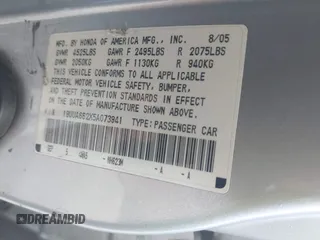 MFD. BY HONDA OF AMERICA MFG., INC. 8/05
GVWR 4525LBS GAWR F 2495LBS R 2075LBS
GVWR 2050KG GAWR F 1130KG R 940KG
THIS VEHICLE CONFORMS TO ALL APPLICABLE
FEDERAL MOTOR VEHICLE SAFETY, BUMPER,
AND THEFT PREVENTION STANDARDS IN EFFECT
ON THE DATE OF MANUFACTURE SHOWN ABOVE.
TYPE: PASSENGER CAR
NH623M
-A -A
DREAMBID